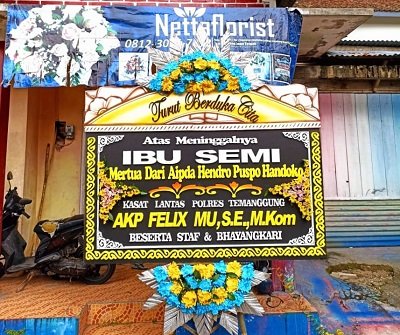 Nettaflorist
0812 30
Turut Berduka Cita
Atas Meninggalnya
IBU SEMI
Mertua Dari Aipda Hendro Puspo Handoko
KASAT LANTAS POLRES TEMANGGUNG
AKP FELIX MU,S.E.,M.Kom
BESERTA STAF & BHAYANGKARI